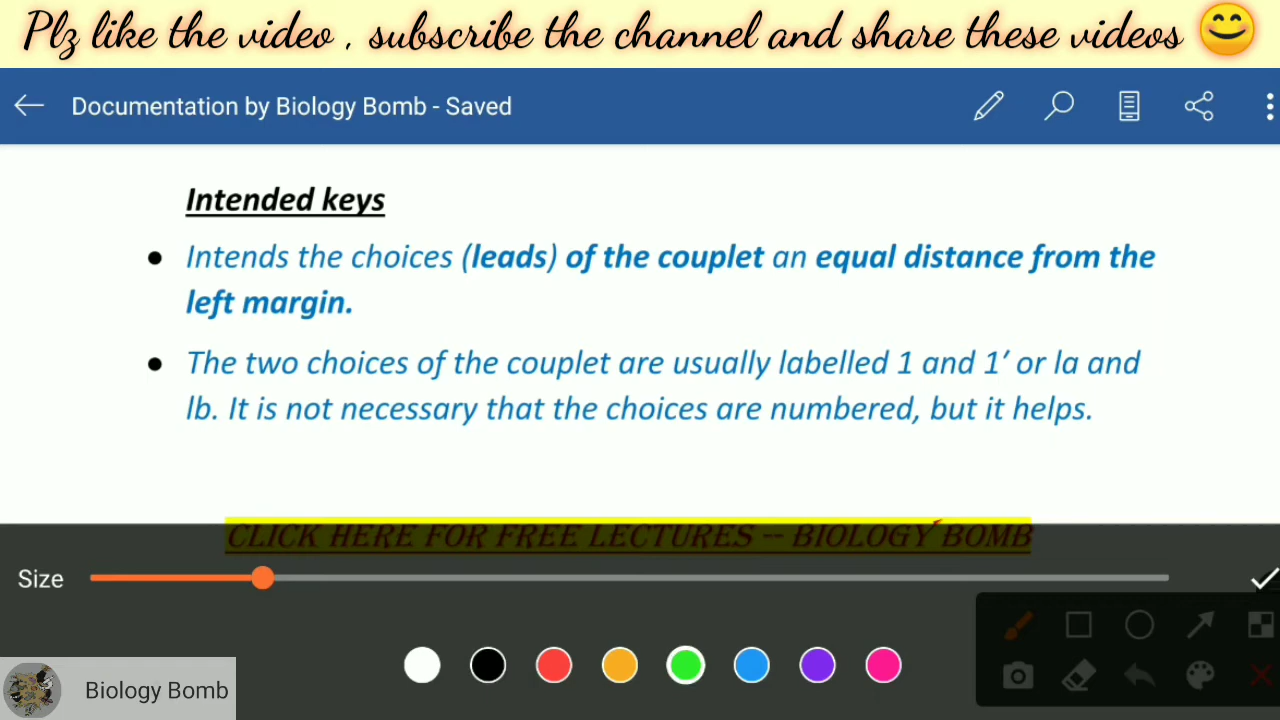 Plz like the video , subscribe the channel and share these videos 😊
Documentation by Biology Bomb - Saved
Intended keys
● Intends the choices (leads) of the couplet an equal distance from the
left margin.
● The two choices of the couplet are usually labelled 1 and 1′ or la and
lb. It is not necessary that the choices are numbered, but it helps.
CLICK HERE FOR FREE LECTURES -- BIOLOGY BOMB
Size
Biology Bomb